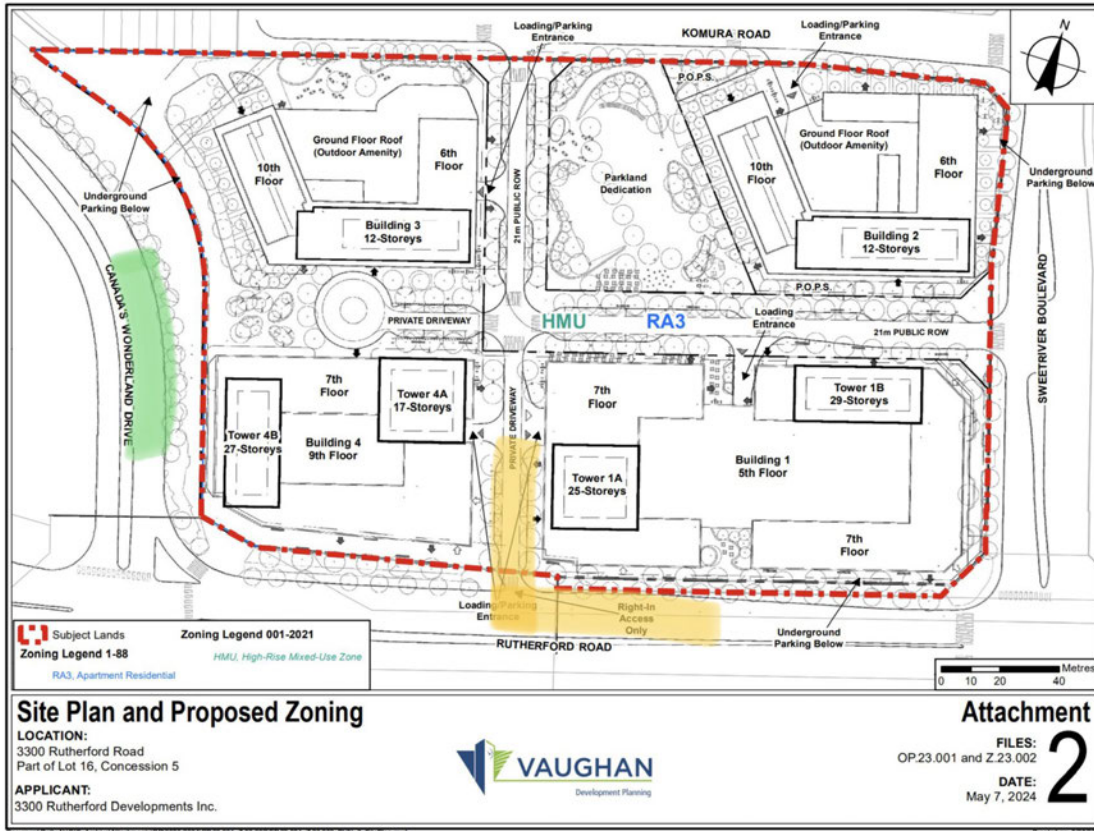 Loading/Parking
Entrance
KOMURA ROAD
Loading/Parking
Entrance
N
P.O.P.S.
Ground Floor Roof
(Outdoor Amenity)
10th
Floor
6th
Floor
Underground
Parking Below
Building 3
12-Storeys
21m PUBLIC ROW
Parkland
Dedication
Ground Floor Roof
(Outdoor Amenity)
10th
Floor
6th
Floor
Underground
Parking Below
Building 2
12-Storeys
P.O.P.S.
CANADA'S WONDERLAND DRIVE
PRIVATE DRIVEWAY
HMU
RA3
Loading
Entrance
21m PUBLIC ROW
SWEETRIVER BOULEVARD
7th
Floor
Tower 4A
17-Storeys
Tower 4B
27-Storeys
Building 4
9th Floor
PRIVATE DRIVEWAY
7th
Floor
Tower 1B
29-Storeys
Tower 1A
25-Storeys
Building 1
5th Floor
7th
Floor
Loading/Parking
Entrance
Right-In
Access
Only
Underground
Parking Below
RUTHERFORD ROAD
Subject Lands
Zoning Legend 001-2021
Zoning Legend 1-88
HMU, High-Rise Mixed-Use Zone
RA3, Apartment Residential
Metres
0 10 20 40
Site Plan and Proposed Zoning
LOCATION:
3300 Rutherford Road
Part of Lot 16, Concession 5
APPLICANT:
3300 Rutherford Developments Inc.
VAUGHAN
Development Planning
Attachment
2
FILES:
OP.23.001 and Z.23.002
DATE:
May 7, 2024